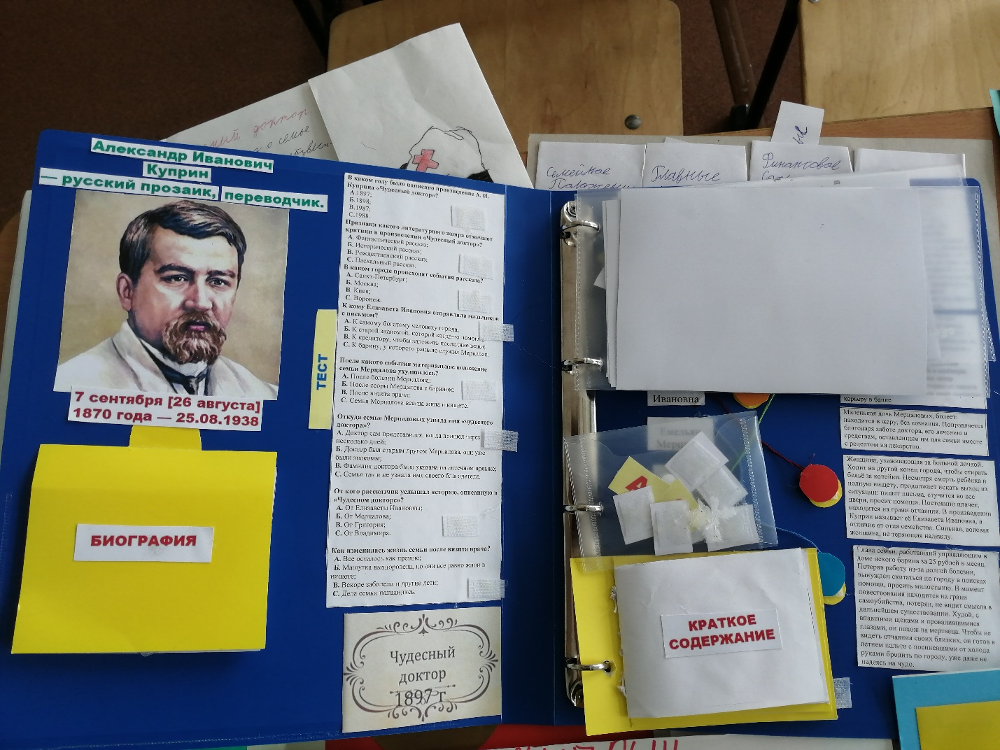 Александр Иванович
Куприн
— русский прозаик, переводчик.
7 сентября [26 августа]
1870 года — 25.08.1938
БИОГРАФИЯ
ТЕСТ
В каком году было написано произведение А. И.
Куприна «Чудесный доктор»?
А.1897;
Б.1898;
В.1987;
С.1988.
Признаки какого литературного жанра отмечают
критики в произведении «Чудесный доктор»?
А. Фантастический рассказ;
Б. Исторический рассказ;
В. Рождественский рассказ;
С. Пасхальный рассказ.
В каком городе происходят события рассказа?
А. Санкт-Петербург;
Б. Москва;
В. Киев;
С. Воронеж.
К кому Елизавета Ивановна отправляла мальчиков
с письмом?
А. К самому богатому человеку города;
Б. К старой знакомой, которой когда-то
В. К кредитору, чтобы заложить последние вещи;
С. К барину, у которого раньше служил Мерцалов.
После какого события материальное положение
семьи Мерцалова ухудшилось?
А. После болезни Мерцалова;
Б. После ссоры Мерцалова с барином;
В. После визита врача;
С. Семья Мерцалова всегда жила в нищете.
Откуда семья Мерцаловых узнала имя «чудесного
доктора»?
А. Доктор сам представился, когда пришел через
несколько дней;
Б. Доктор был старым другом Мерцалова, они уже
были знакомы;
В. Фамилия доктора была указана на аптечном ярлыке;
С. Семья так и не узнала имя своего благодетеля.
От кого рассказчик услышал историю, описанную в
«Чудесном докторе»?
А. От Елизаветы Ивановны;
Б. От Мерцалова;
В. От Григория;
С. От Владимира.
Как изменилась жизнь семьи после визита врача?
А. Все осталось как прежде;
Б. Машутка выздоровела, но они все равно жили в
нищете;
В. Вскоре заболели и другие дети;
С. Дела семьи наладились.
Чудесный
доктор
1897 г
доктор
о семье
Семейное
Главные
Финансовое
Ивановна
КРАТКОЕ
СОДЕРЖАНИЕ
карьеру в банке.
Маленькая дочь Мерцаловых, болеет:
находится в жару, без сознания. Поправляется
благодаря заботе доктора, его лечению и
средствам, оставленным им для семьи вместе
с рецептом на лекарство.
Женщина, ухаживающая за больной дочкой.
Ходит на другой конец города, чтобы стирать
бельё за копейки. Несмотря смерть ребёнка и
полную нищету, продолжает искать выход из
ситуации: пишет письма, стучится во все
двери, просит помощи. Постоянно плачет,
находится на грани отчаяния. В произведении
Куприн называет её Елизавета Ивановна, в
отличие от отца семейства. Сильная, волевая
женщина, не теряющая надежду.
Глава семьи, работавший управляющим в
доме некого барина за 25 рублей в месяц.
Потеряв работу из-за долгой болезни,
вынужден скитаться по городу в поисках
помощи, просить милостыню. В момент
повествования находится на грани
самоубийства, потерян, не видит смысла в
дальнейшем существовании. Худой, с
впавшими щеками и провалившимися
глазами, он похож на мертвеца. Чтобы не
видеть отчаяния своих близких, он готов в
летнем пальто с посиневшими от холода
руками бродить по городу, уже даже не
надеясь на чудо.